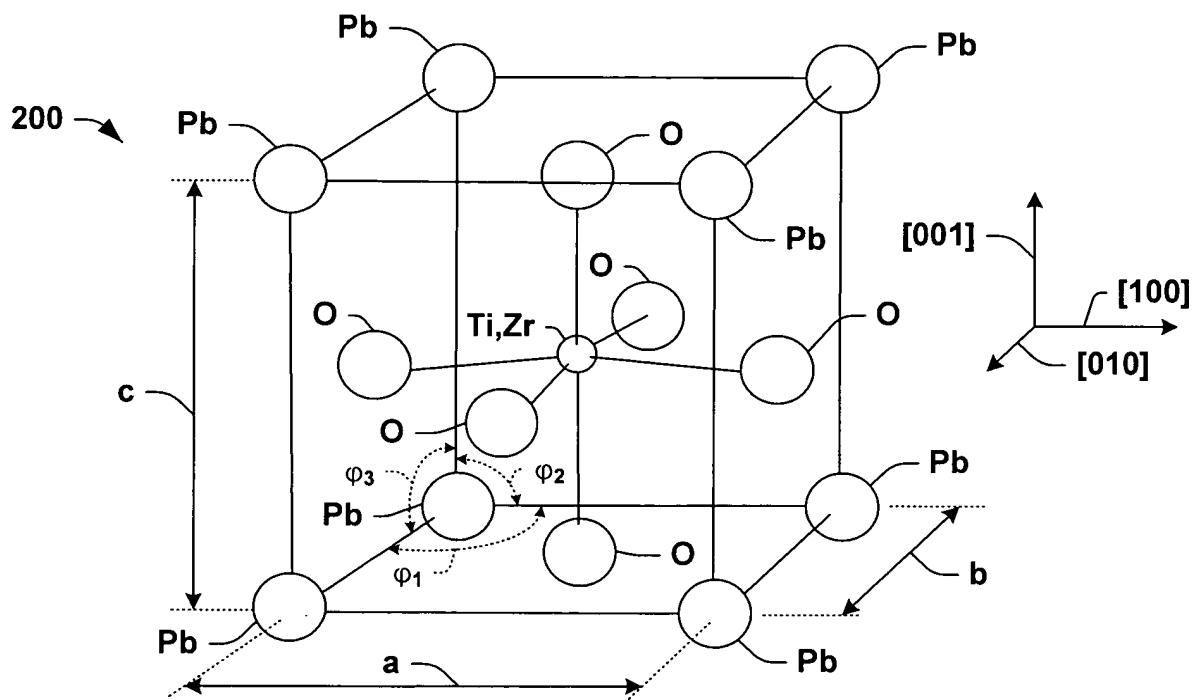 Pb
Pb
200
Pb
O
Pb
[001]
O
[100]
O
Ti,Zr
O
[010]
c
O
φ3
φ2
Pb
Pb
O
φ1
b
Pb
a
Pb